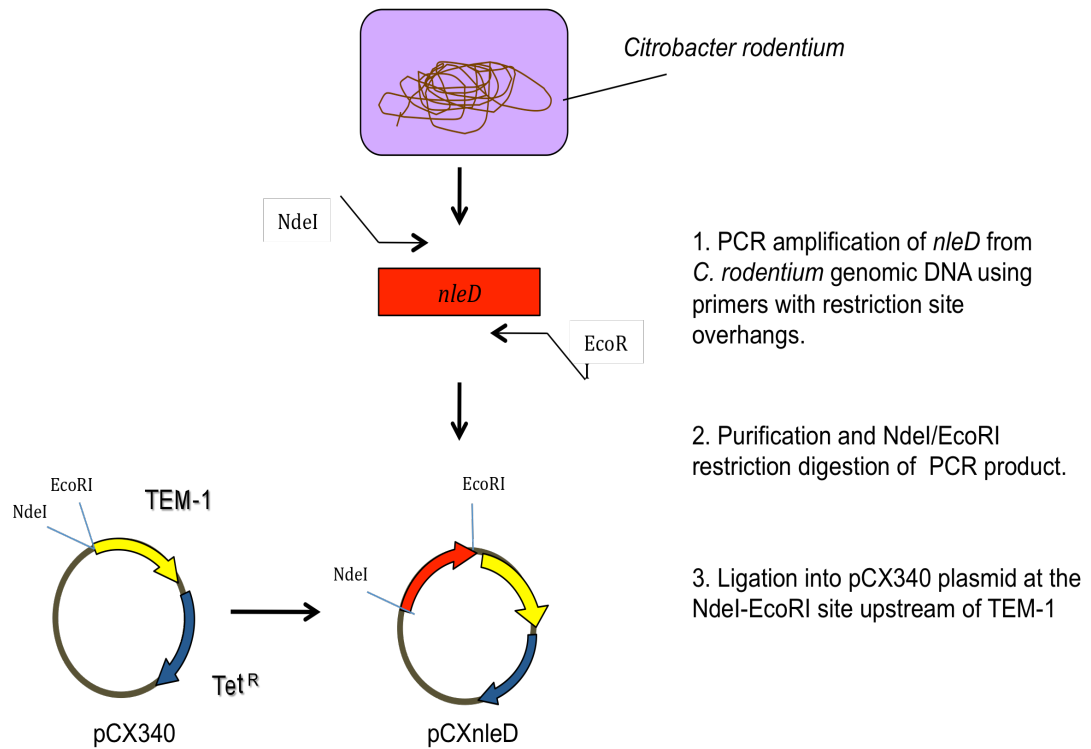 Citrobacter rodentium
NdeI
nleD
EcoR
I
1. PCR amplification of nleD from
C. rodentium genomic DNA using
primers with restriction site
overhangs.
2. Purification and NdeI/EcoRI
restriction digestion of PCR product.
3. Ligation into pCX340 plasmid at the
NdeI-EcoRI site upstream of TEM-1
EcoRI
NdeI
TEM-1
Tet R
pCX340
EcoRI
NdeI
pCXnleD